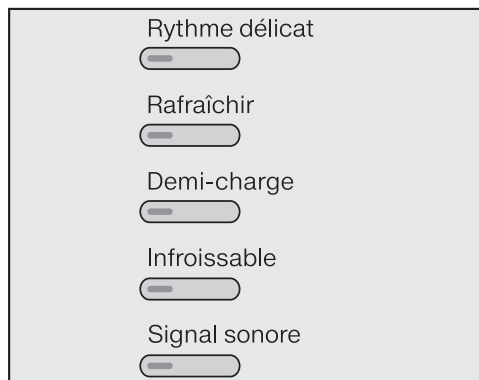 Rythme délicat
Rafraîchir
Demi-charge
Infroissable
Signal sonore